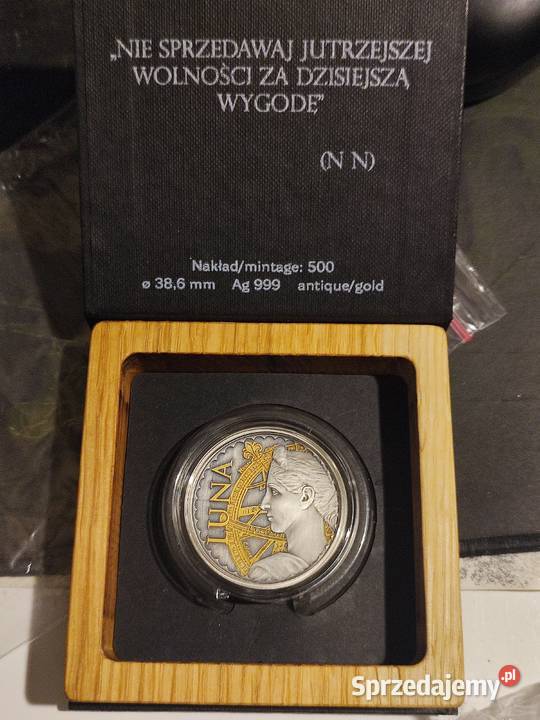 „NIE SPRZEDAWAJ JUTRZEJSZEJ
WOLNOŚCI ZA DZISIEJSZĄ
WYGODĘ”
(N N)
Nakład/mintage: 500
ø 38,6 mm Ag 999 antique/gold
LUNA
Sprzedajemy.pl